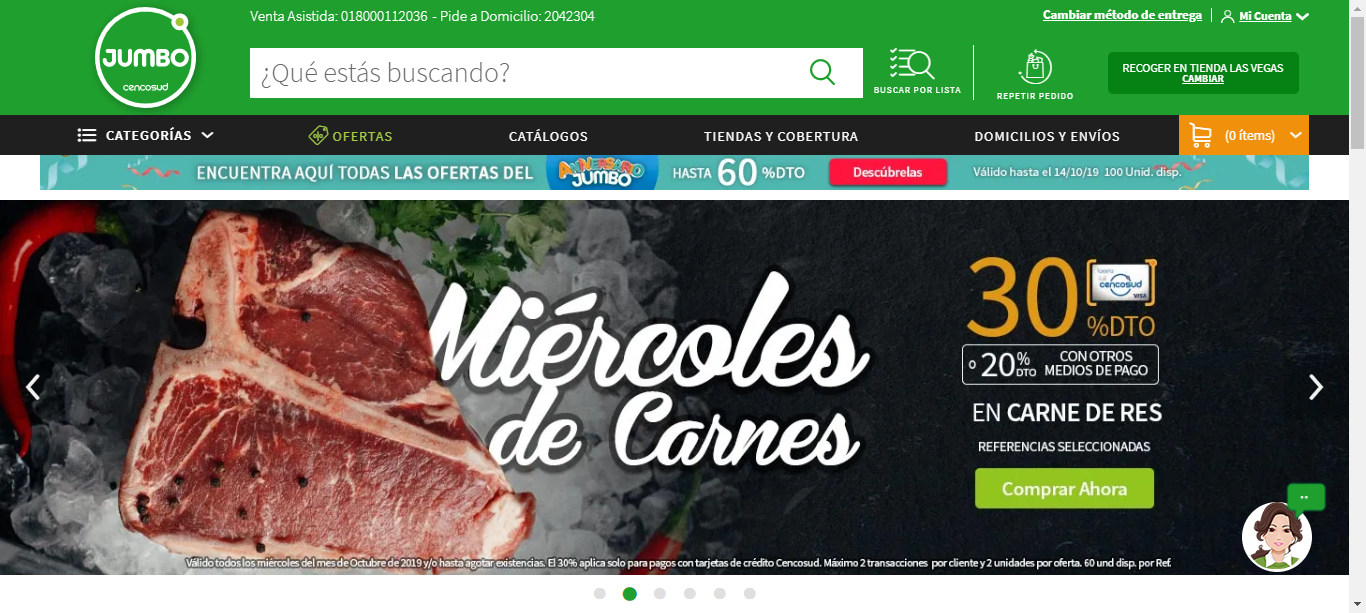 Venta Asistida: 018000112036 - Pide a Domicilio: 2042304
Cambiar método de entrega
Mi Cuenta
JUMBO
cencosud
¿Qué estás buscando?
BUSCAR POR LISTA
REPETIR PEDIDO
RECOGER EN TIENDA LAS VEGAS
CAMBIAR
CATEGORÍAS
OFERTAS
CATÁLOGOS
TIENDAS Y COBERTURA
DOMICILIOS Y ENVÍOS
(0 ítems)
ENCUENTRA AQUÍ TODAS LAS OFERTAS DEL
ANIVERSARIO
JUMBO
HASTA 60 %DTO
Descúbrelas
Válido hasta el 14/10/19 100 Unid. disp.
Miércoles
de Carnes
30
%DTO
tarjeta
cencosud
VISA
o 20% DTO
CON OTROS
MEDIOS DE PAGO
EN CARNE DE RES
REFERENCIAS SELECCIONADAS
Comprar Ahora
Válido todos los miércoles del mes de Octubre de 2019 y/o hasta agotar existencias. El 30% aplica solo para pagos con tarjetas de crédito Cencosud. Máximo 2 transacciones por cliente y 2 unidades por oferta. 60 und disp. por Ref.